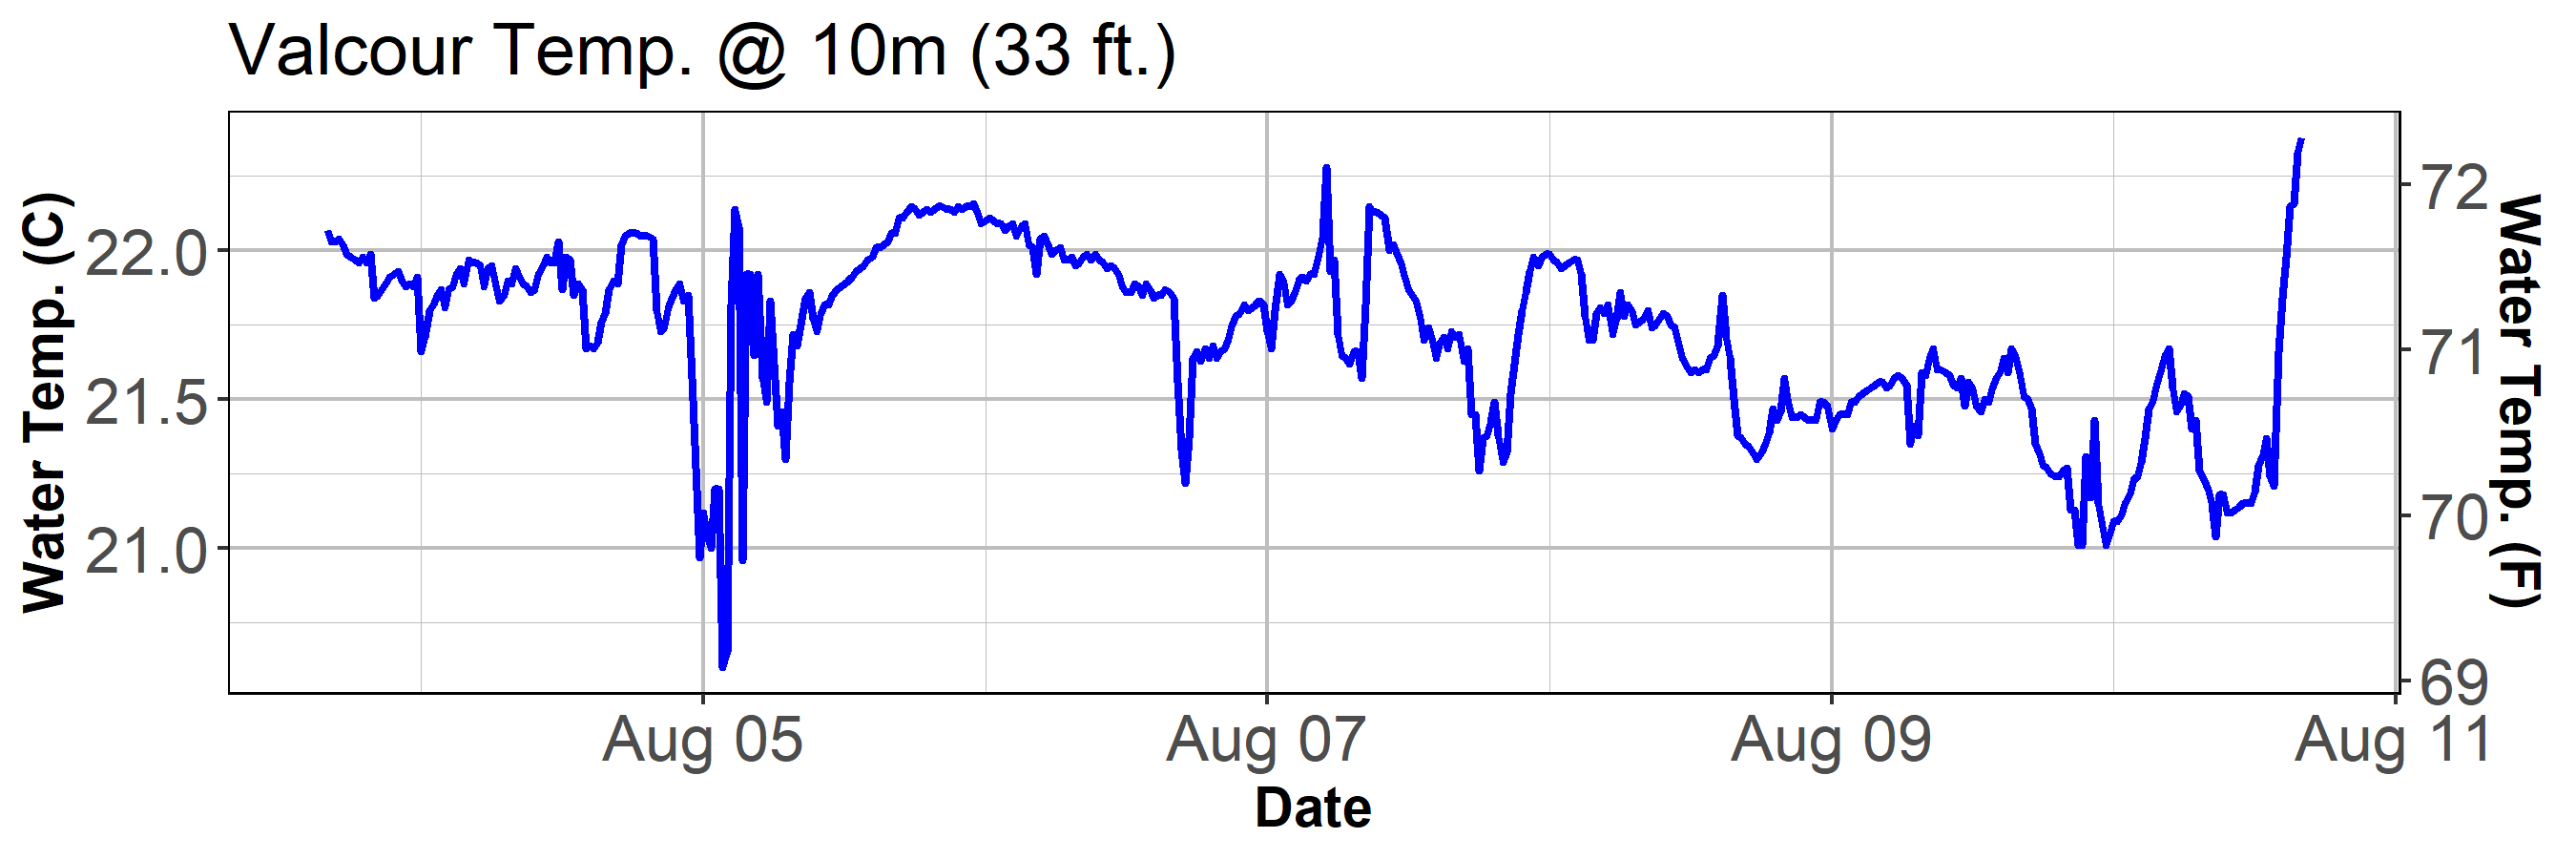 Valcour Temp. @ 10m (33 ft.)
Water Temp. (C)
22.0
21.5
21.0
72
71
70
69
Water Temp. (F)
Aug 05
Aug 07
Aug 09
Aug 11
Date